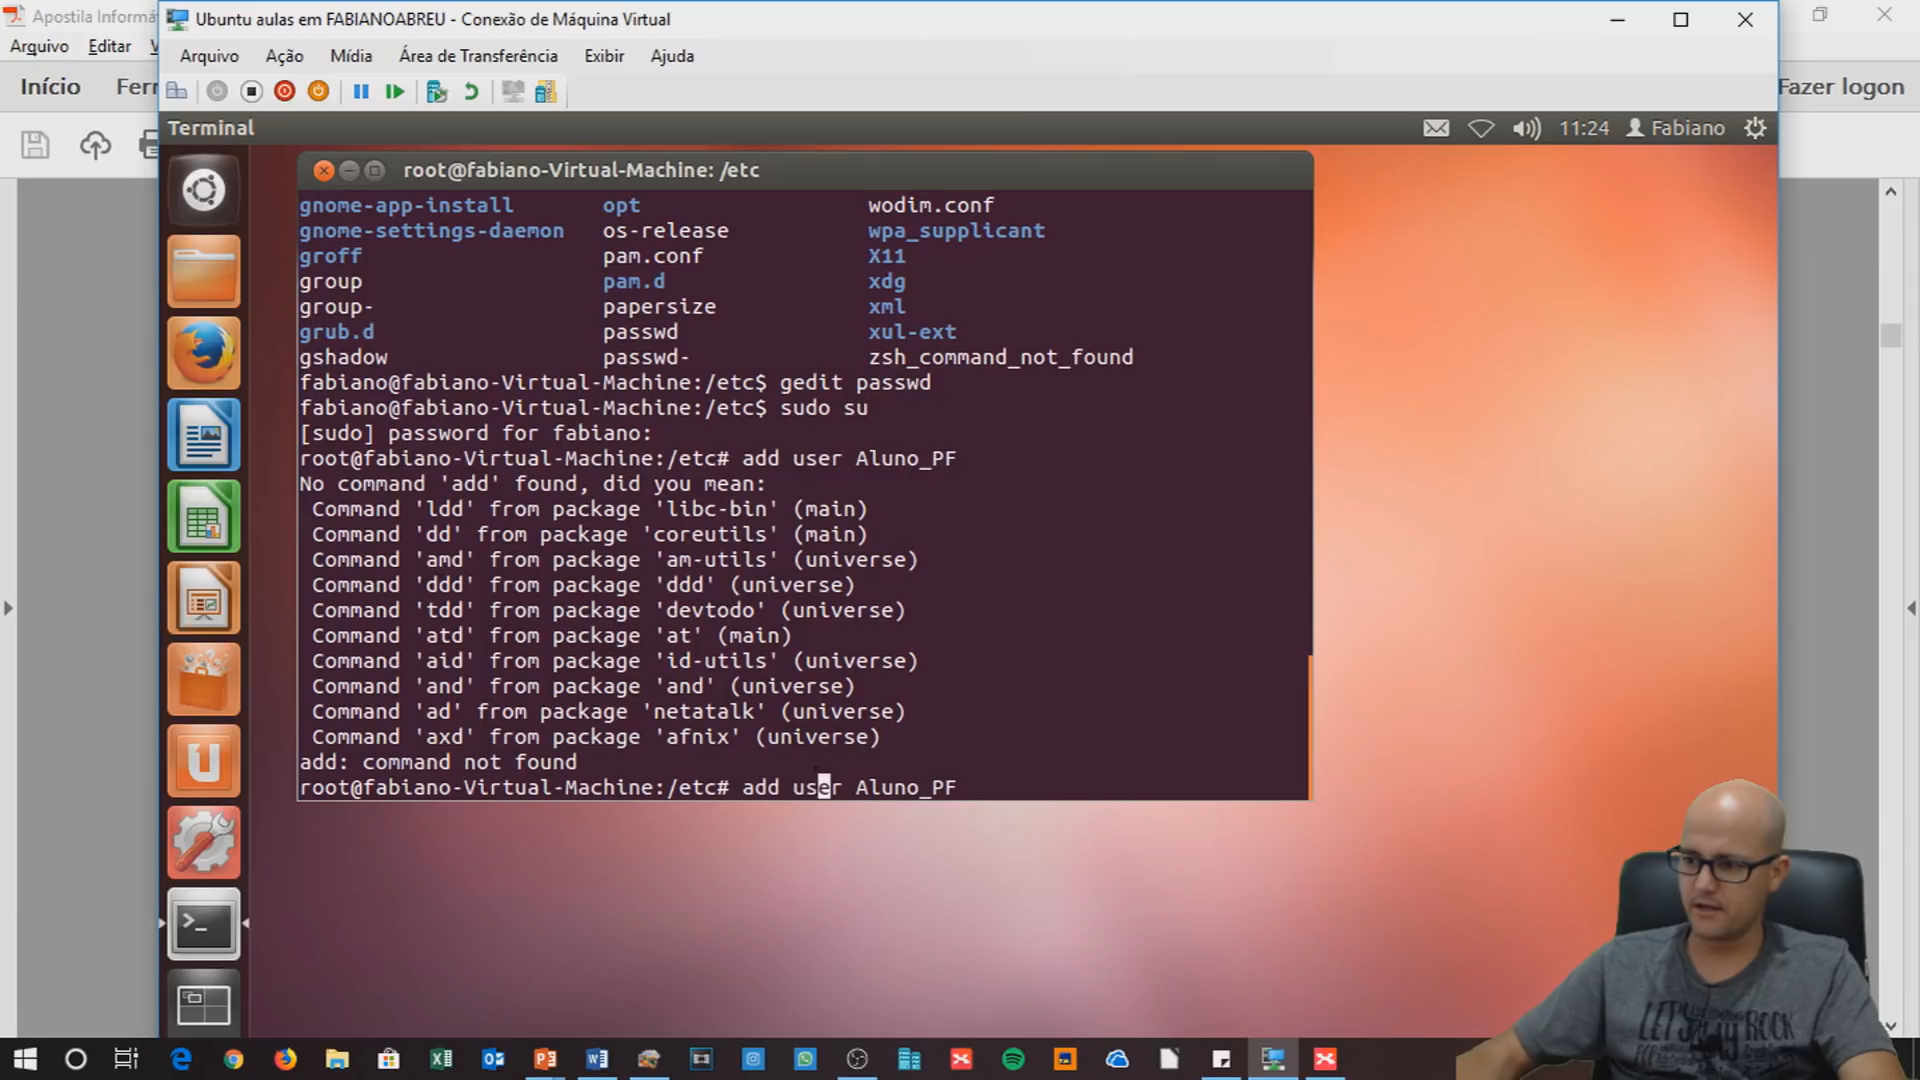 Apostila Informá
Ubuntu aulas em FABIANOABREU - Conexão de Máquina Virtual
Arquivo Editar
Arquivo Ação Mídia Área de Transferência Exibir Ajuda
Início
Fazer logon
Terminal
11:24 Fabiano
root@fabiano-Virtual-Machine: /etc
gnome-app-install opt wodim.conf
gnome-settings-daemon os-release wpa_supplicant
groff pam.conf X11
group pam.d xdg
group- papersize xml
grub.d passwd xul-ext
gshadow passwd- zsh_command_not_found
fabiano@fabiano-Virtual-Machine:/etc$ gedit passwd
fabiano@fabiano-Virtual-Machine:/etc$ sudo su
[sudo] password for fabiano:
root@fabiano-Virtual-Machine:/etc# add user Aluno_PF
No command 'add' found, did you mean:
Command 'ldd' from package 'libc-bin' (main)
Command 'dd' from package 'coreutils' (main)
Command 'amd' from package 'am-utils' (universe)
Command 'ddd' from package 'ddd' (universe)
Command 'tdd' from package 'devtodo' (universe)
Command 'atd' from package 'at' (main)
Command 'aid' from package 'id-utils' (universe)
Command 'and' from package 'and' (universe)
Command 'ad' from package 'netatalk' (universe)
Command 'axd' from package 'afnix' (universe)
add: command not found
root@fabiano-Virtual-Machine:/etc# add user Aluno_PF